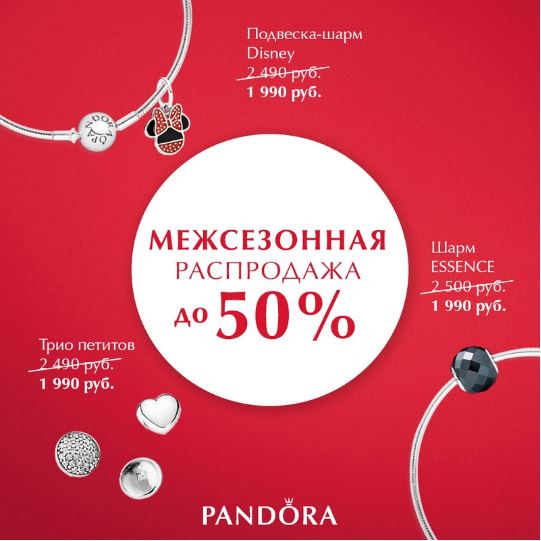 Подвеска-шарм
Disney
2 490 руб.
1 990 руб.
PANDORA
МЕЖСЕЗОННАЯ
РАСПРОДАЖА
до 50%
Шарм
ESSENCE
2 500 руб.
1 990 руб.
Трио петитов
2 490 руб.
1 990 руб.
PANDORA